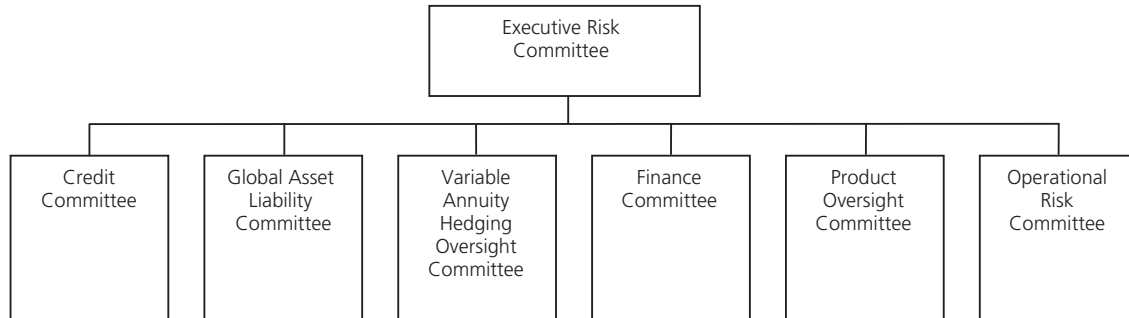 Executive Risk
Committee
Credit
Committee
Global Asset
Liability
Committee
Variable
Annuity
Hedging
Oversight
Committee
Finance
Committee
Product
Oversight
Committee
Operational
Risk
Committee